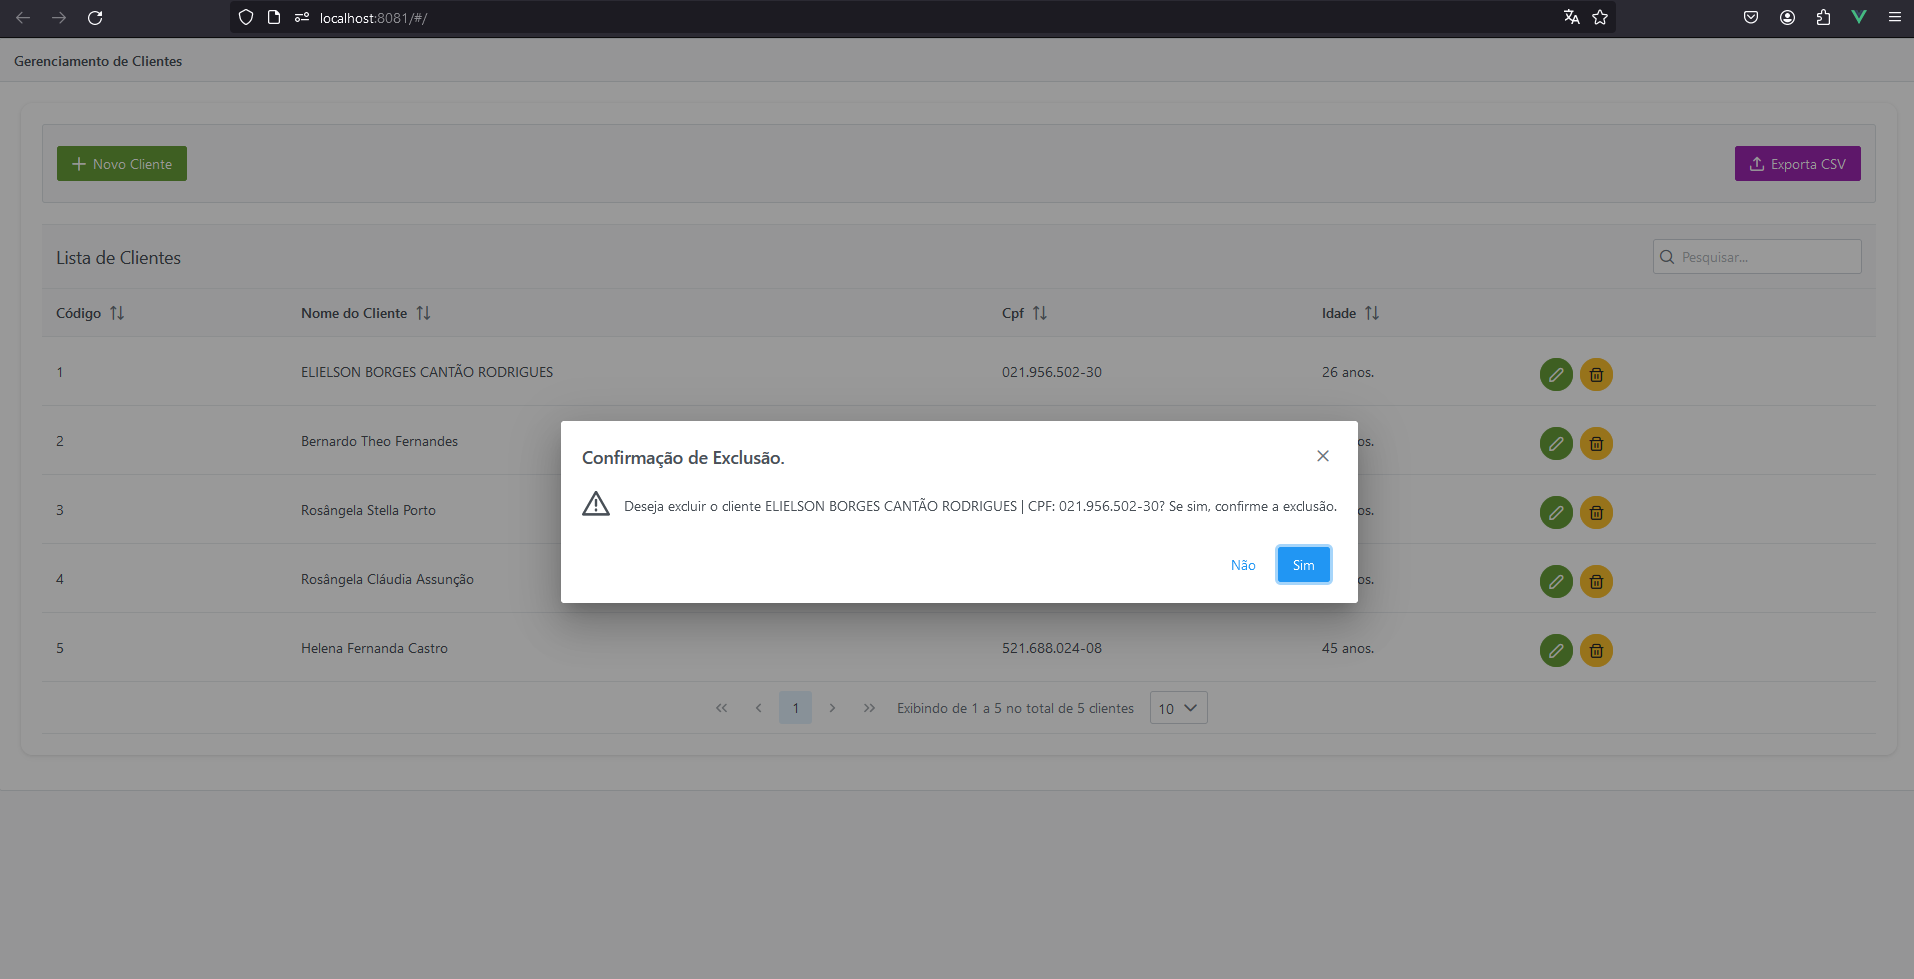 localhost:8081/#/
Gerenciamento de Clientes
Novo Cliente
Exporta CSV
Lista de Clientes
Pesquisar...
Código Nome do Cliente Cpf Idade
1 ELIELSON BORGES CANTÃO RODRIGUES 021.956.502-30 26 anos.
2 Bernardo Theo Fernandes os.
Confirmação de Exclusão.
Deseja excluir o cliente ELIELSON BORGES CANTÃO RODRIGUES | CPF: 021.956.502-30? Se sim, confirme a exclusão.
Não Sim
3 Rosângela Stella Porto os.
4 Rosângela Cláudia Assunção os.
5 Helena Fernanda Castro 521.688.024-08 45 anos.
1 Exibindo de 1 a 5 no total de 5 clientes 10